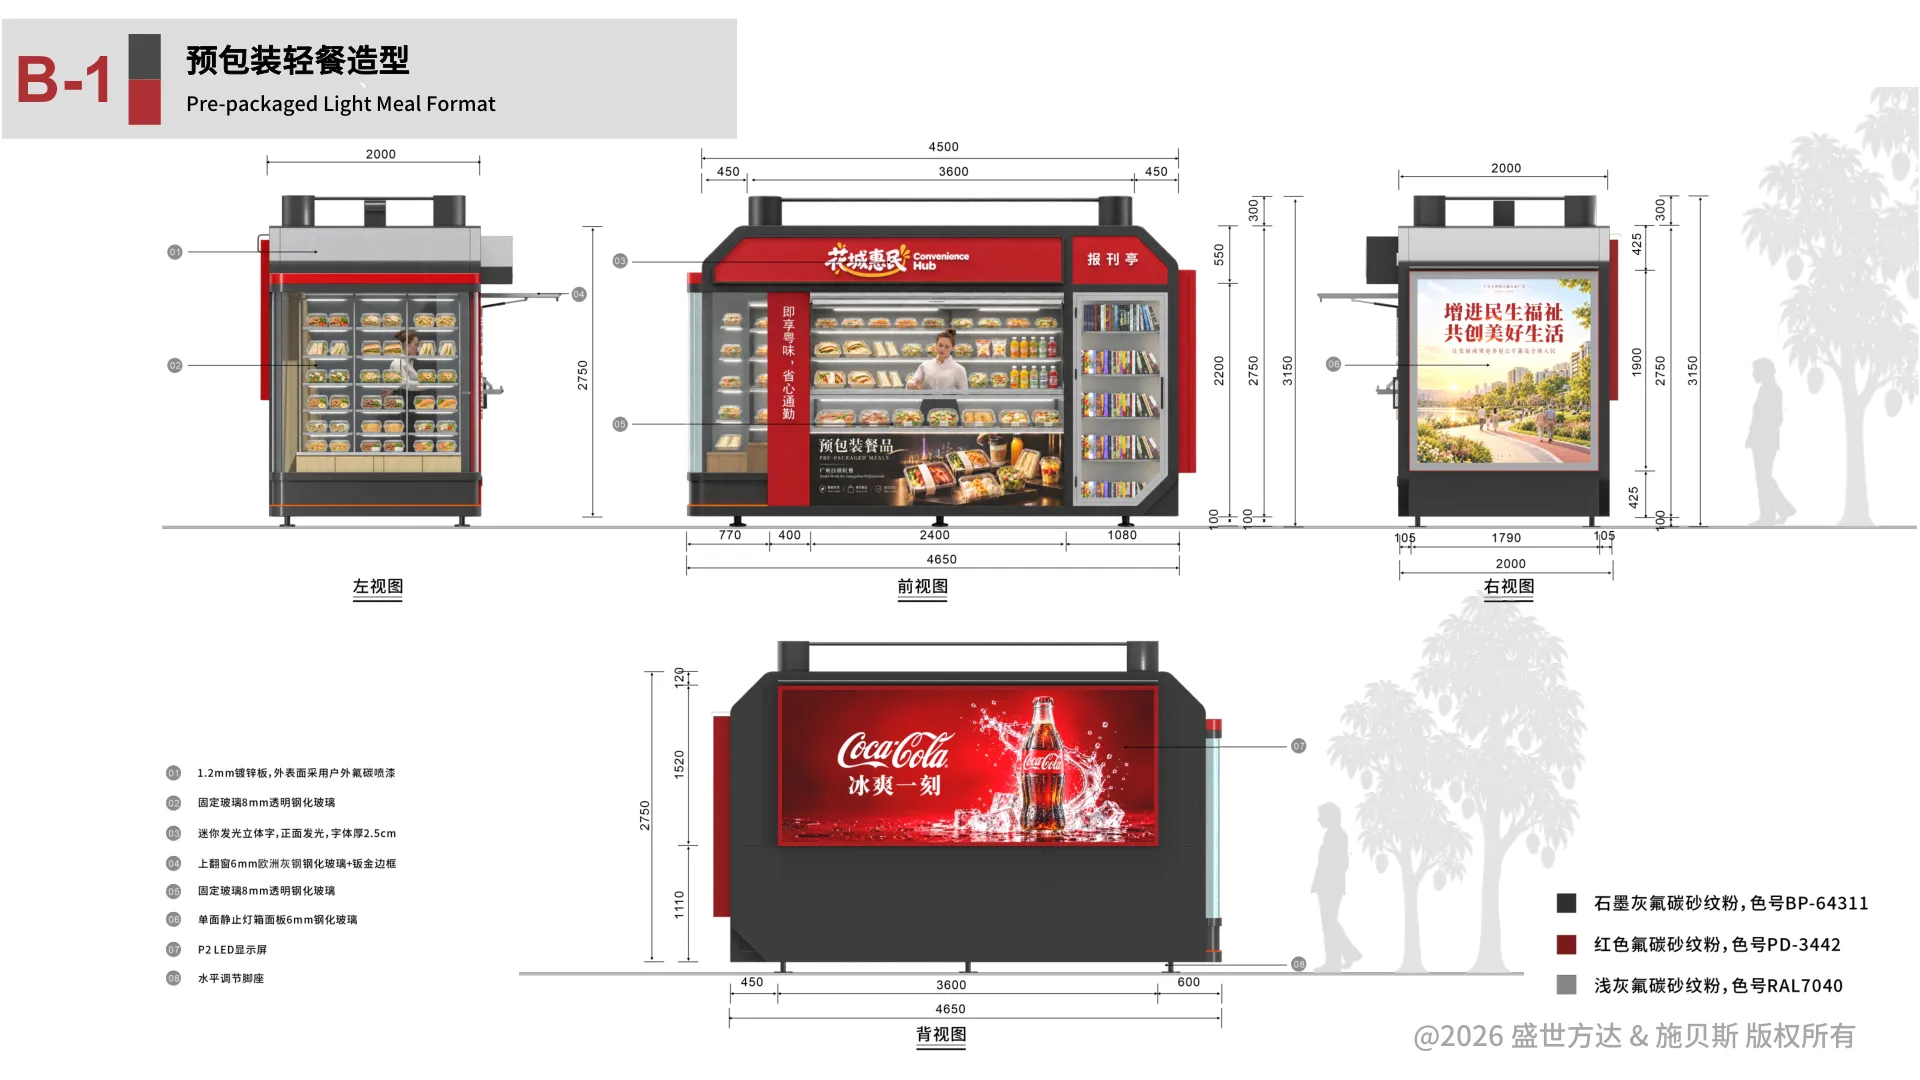 B-1
预包装轻餐造型
Pre-packaged Light Meal Format
2000
01
02
04
2750
左视图
4500
450
3600
450
03
05
花城惠民
Convenience
Hub
报刊亭
即享粤味，省心通勤
预包装餐品
PRE-PACKAGED MEALS
300
550
2200
2750
3150
100
100
770
400
2400
1080
4650
前视图
2000
06
增进民生福祉
共创美好生活
300
425
1900
2750
3150
425
100
105
1790
105
2000
右视图
120
1520
2750
1110
Coca-Cola
冰爽一刻
Coca-Cola
07
08
450
3600
600
4650
背视图
01 1.2mm镀锌板，外表面采用户外氟碳喷漆
02 固定玻璃8mm透明钢化玻璃
03 迷你发光立体字，正面发光，字体厚2.5cm
04 上翻窗6mm欧洲灰钢钢化玻璃+钣金边框
05 固定玻璃8mm透明钢化玻璃
06 单面静止灯箱面板6mm钢化玻璃
07 P2 LED显示屏
08 水平调节脚座
石墨灰氟碳砂纹粉，色号BP-64311
红色氟碳砂纹粉，色号PD-3442
浅灰氟碳砂纹粉，色号RAL7040
@2026 盛世方达 & 施贝斯 版权所有